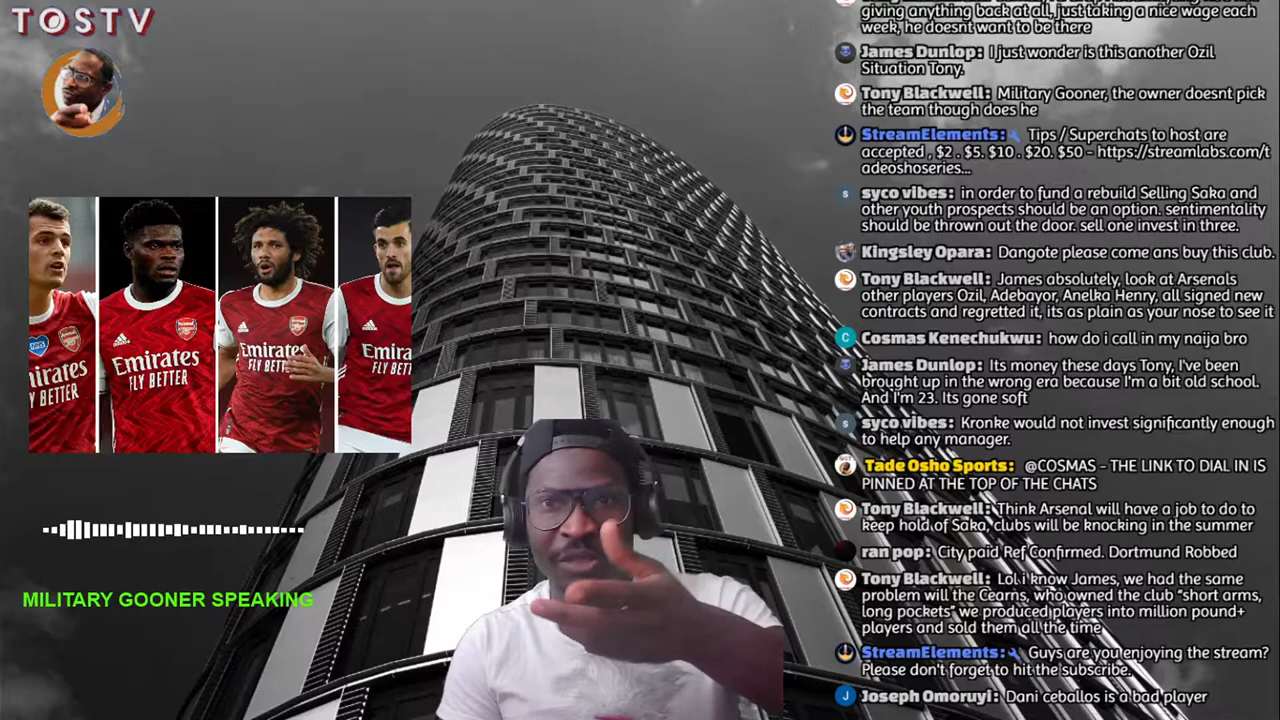 TOSTV
Emirates
FLY BETTER
Emirates
FLY BETTER
MILITARY GOONER SPEAKING
giving anything back at all, just taking a nice wage each
week, he doesnt want to be there
James Dunlop: I just wonder is this another Ozil
Situation Tony.
Tony Blackwell: Military Gooner, the owner doesnt pick
the team though does he
StreamElements: Tips / Superchats to host are
accepted , $2 . $5. $10 . $20. $50 - https://streamlabs.com/t
adeoshoseries...
syco vibes: in order to fund a rebuild Selling Saka and
other youth prospects should be an option. sentimentality
should be thrown out the door. sell one invest in three.
Kingsley Opara: Dangote please come ans buy this club.
Tony Blackwell: James absolutely, look at Arsenals
other players Ozil, Adebayor, Anelka Henry, all signed new
contracts and regretted it, its as plain as your nose to see it
Cosmas Kenechukwu: how do i call in my naija bro
James Dunlop: Its money these days Tony, I've been
brought up in the wrong era because I'm a bit old school.
And I'm 23. Its gone soft
syco vibes: Kronke would not invest significantly enough
to help any manager.
Tade Osho Sports: @COSMAS - THE LINK TO DIAL IN IS
PINNED AT THE TOP OF THE CHATS
Tony Blackwell: Think Arsenal will have a job to do to
keep hold of Saka, clubs will be knocking in the summer
ran pop: City paid Ref Confirmed. Dortmund Robbed
Tony Blackwell: Lol i know James, we had the same
problem will the Cearns, who owned the club "short arms,
long pockets" we produced players into million pound+
players and sold them all the time
StreamElements: Guys are you enjoying the stream?
Please don't forget to hit the subscribe.
Joseph Omoruyi: Dani ceballos is a bad player